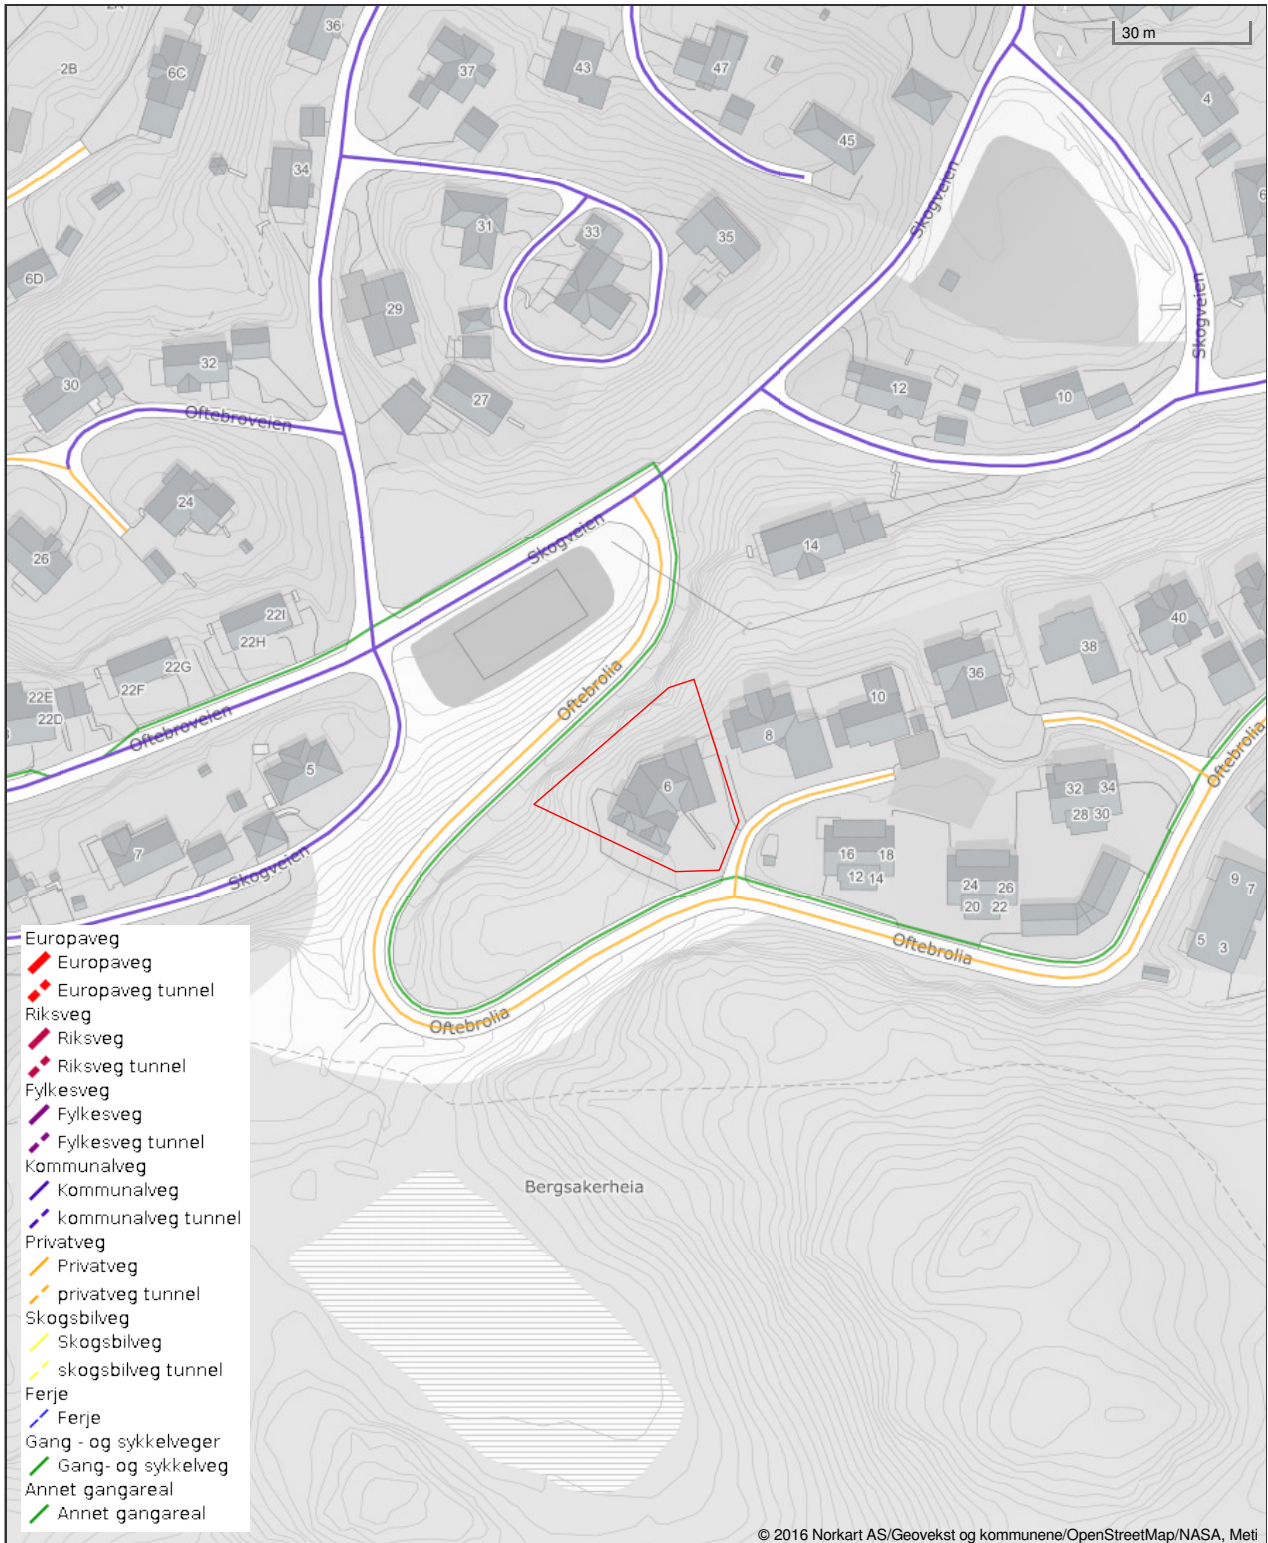 30 m
2B
6C
36
37
43
47
45
4
34
31
33
35
Skogveien
6D
29
Skogveien
30
32
27
12
10
Oftebroveien
24
26
Skogveien
14
22I
22H
22G
22F
22E
22D
40
38
36
Oftebrolia
10
8
Oftebroveien
5
6
Oftebrolia
32
34
28
30
7
Skogveien
16
18
12
14
24
26
20
22
9
7
5
3
Oftebrolia
Oftebrolia
Bergsakerheia
Europaveg
Europaveg
Europaveg tunnel
Riksveg
Riksveg
Riksveg tunnel
Fylkesveg
Fylkesveg
Fylkesveg tunnel
Kommunalveg
Kommunalveg
kommunalveg tunnel
Privatveg
Privatveg
privatveg tunnel
Skogsbilveg
Skogsbilveg
skogsbilveg tunnel
Ferje
Ferje
Gang - og sykkelveger
Gang- og sykkelveg
Annet gangareal
Annet gangareal
© 2016 Norkart AS/Geovekst og kommunene/OpenStreetMap/NASA, Meti